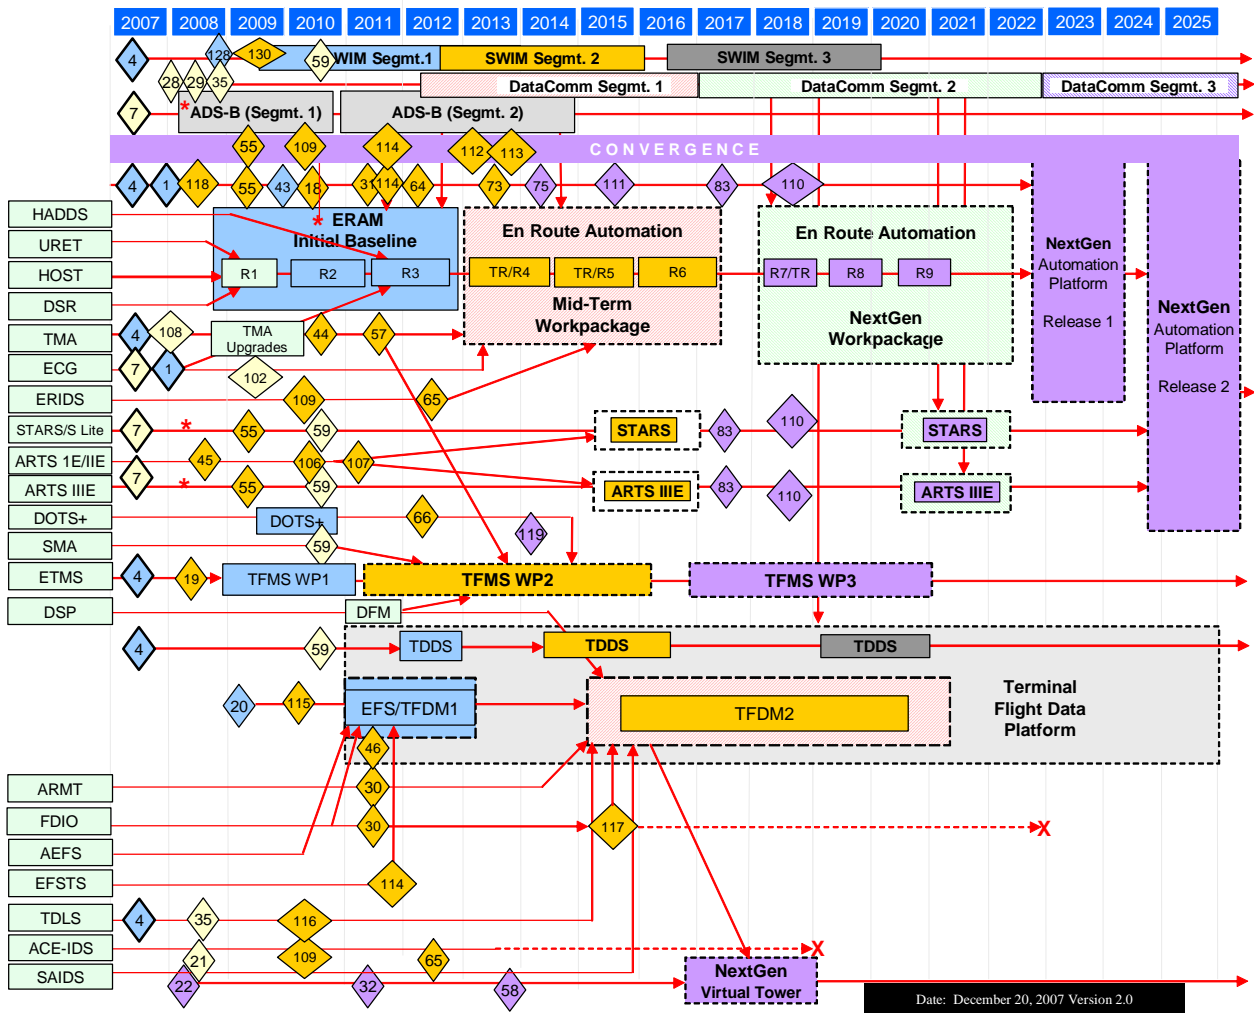 2007 2008 2009 2010 2011 2012 2013 2014 2015 2016 2017 2018 2019 2020 2021 2022 2023 2024 2025
4 128 130 59 WIM Segmt.1 SWIM Segmt. 2 SWIM Segmt. 3
28 29 35 DataComm Segmt. 1 DataComm Segmt. 2 DataComm Segmt. 3
7 * ADS-B (Segmt. 1) ADS-B (Segmt. 2)
55 109 114 112 113
CONVERGENCE
4 1 118 55 43 18 31 114 64 73 75 111 83 110
HADDS
* ERAM
Initial Baseline
En Route Automation
En Route Automation
URET
HOST
R1 R2 R3 TR/R4 TR/R5 R6 R7/TR R8 R9
DSR
Mid-Term
Workpackage
NextGen
Workpackage
NextGen
Automation
Platform
Release 1
NextGen
Automation
Platform
Release 2
TMA 4 108 TMA
Upgrades
44 57
ECG 7 1 102
ERIDS 109 65
STARS/S Lite 7 * 55 59 STARS 83 110 STARS
ARTS 1E/IIE 45 106 107
7
ARTS IIIE * 55 59 ARTS IIIE 83 110 ARTS IIIE
DOTS+ DOTS+ 66 119
SMA 59
ETMS 4 19 TFMS WP1 TFMS WP2 TFMS WP3
DSP DFM
4 59 TDDS TDDS TDDS
20 115 EFS/TFDM1 TFDM2
Terminal
Flight Data
Platform
46
ARMT 30
FDIO 30 117 X
AEFS
EFSTS 114
TDLS 4 35 116
ACE-IDS 21 109 65 X
SAIDS 22 32 58
NextGen
Virtual Tower
Date: December 20, 2007 Version 2.0